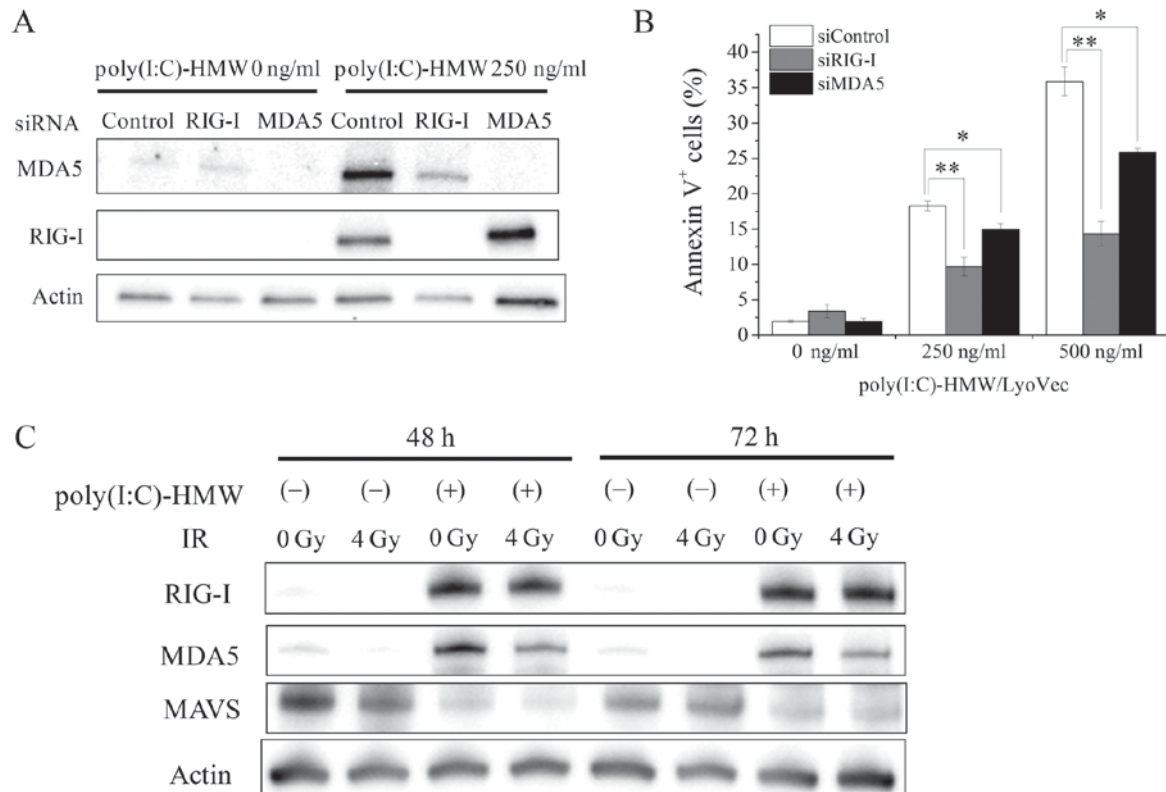 A
poly(I:C)-HMW 0 ng/ml poly(I:C)-HMW 250 ng/ml
siRNA Control RIG-I MDA5 Control RIG-I MDA5
MDA5
RIG-I
Actin
B
siControl
siRIG-I
siMDA5
Annexin V+ cells (%)
40
35
30
25
20
15
10
5
0
** *
** *
0 ng/ml 250 ng/ml 500 ng/ml
poly(I:C)-HMW/LyoVec
C
48 h 72 h
poly(I:C)-HMW (−) (−) (+) (+) (−) (−) (+) (+)
IR 0 Gy 4 Gy 0 Gy 4 Gy 0 Gy 4 Gy 0 Gy 4 Gy
RIG-I
MDA5
MAVS
Actin